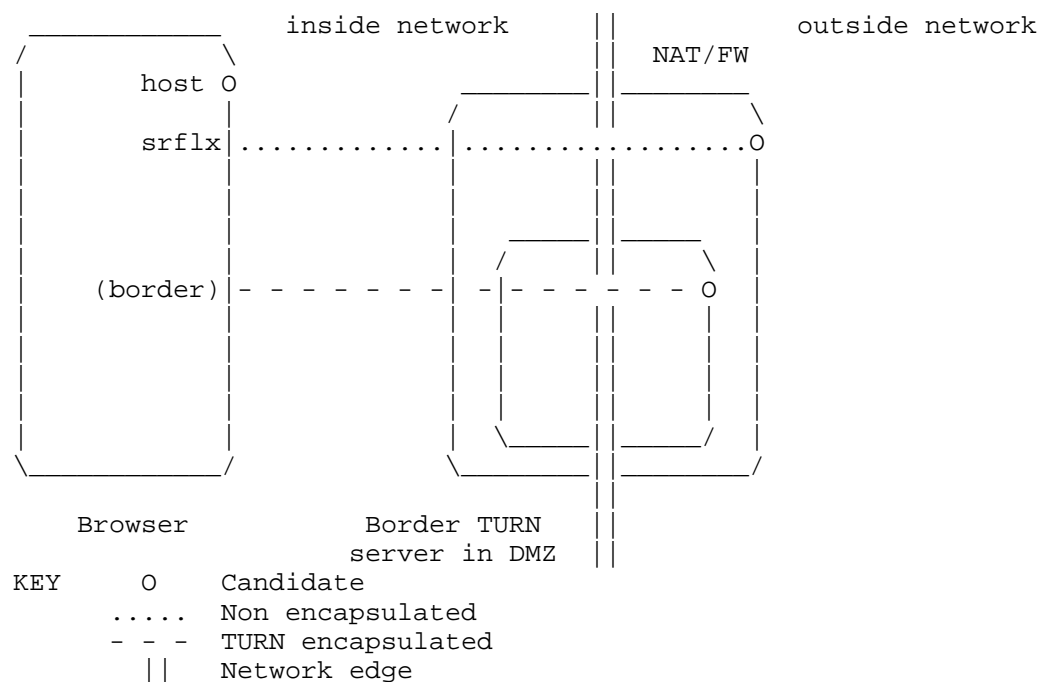 inside network || outside network
NAT/FW
host O
srflx ............. .................. O
(border) - - - - - - - - - - - - - - - O
Browser Border TURN
server in DMZ
KEY O Candidate
..... Non encapsulated
- - - TURN encapsulated
|| Network edge